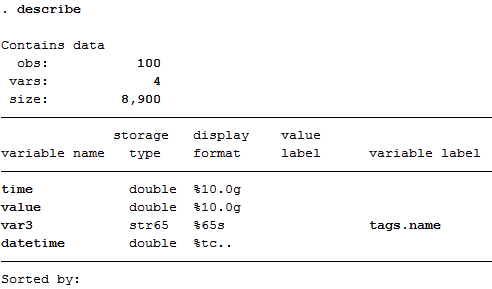 . describe
Contains data
obs: 100
vars: 4
size: 8,900
storage display value
variable name type format label variable label
time double %10.0g
value double %10.0g
var3 str65 %65s tags.name
datetime double %tc..
Sorted by: